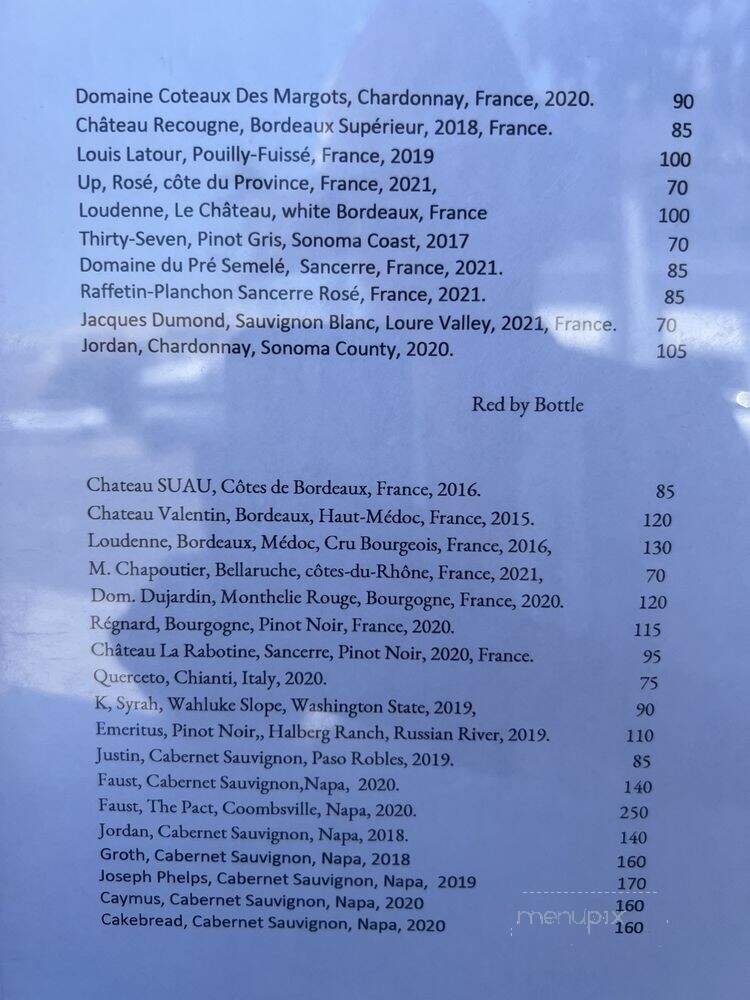 Domaine Coteaux Des Margots, Chardonnay, France, 2020. 90
Château Recougne, Bordeaux Supérieur, 2018, France. 85
Louis Latour, Pouilly-Fuissé, France, 2019 100
Up, Rosé, côte du Province, France, 2021, 70
Loudenne, Le Château, white Bordeaux, France 100
Thirty-Seven, Pinot Gris, Sonoma Coast, 2017 70
Domaine du Pré Semelé, Sancerre, France, 2021. 85
Raffetin-Planchon Sancerre Rosé, France, 2021. 85
Jacques Dumond, Sauvignon Blanc, Loure Valley, 2021, France. 70
Jordan, Chardonnay, Sonoma County, 2020. 105
Red by Bottle
Chateau SUAU, Côtes de Bordeaux, France, 2016. 85
Chateau Valentin, Bordeaux, Haut-Médoc, France, 2015. 120
Loudenne, Bordeaux, Médoc, Cru Bourgeois, France, 2016, 130
M. Chapoutier, Bellaruche, côtes-du-Rhône, France, 2021, 70
Dom. Dujardin, Monthelie Rouge, Bourgogne, France, 2020. 120
Régnard, Bourgogne, Pinot Noir, France, 2020. 115
Château La Rabotine, Sancerre, Pinot Noir, 2020, France. 95
Querceto, Chianti, Italy, 2020. 75
K, Syrah, Wahluke Slope, Washington State, 2019, 90
Emeritus, Pinot Noir,, Halberg Ranch, Russian River, 2019. 110
Justin, Cabernet Sauvignon, Paso Robles, 2019. 85
Faust, Cabernet Sauvignon,Napa, 2020. 140
Faust, The Pact, Coombsville, Napa, 2020. 250
Jordan, Cabernet Sauvignon, Napa, 2018. 140
Groth, Cabernet Sauvignon, Napa, 2018 160
Joseph Phelps, Cabernet Sauvignon, Napa, 2019 170
Caymus, Cabernet Sauvignon, Napa, 2020 160
Cakebread, Cabernet Sauvignon, Napa, 2020 160
menupix